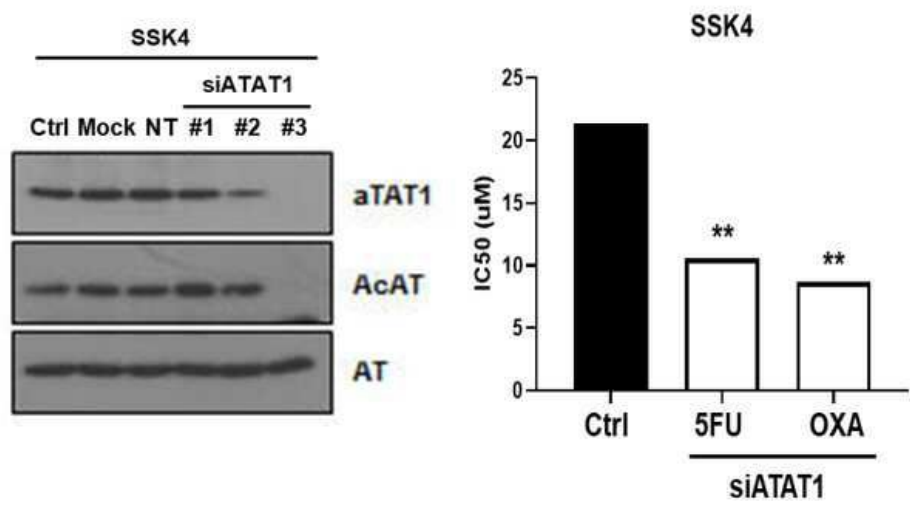 SSK4
siATAT1
Ctrl Mock NT #1 #2 #3
aTAT1
AcAT
AT
SSK4
IC50 (uM)
25
20
15
10
5
0
**
**
Ctrl 5FU OXA
siATAT1